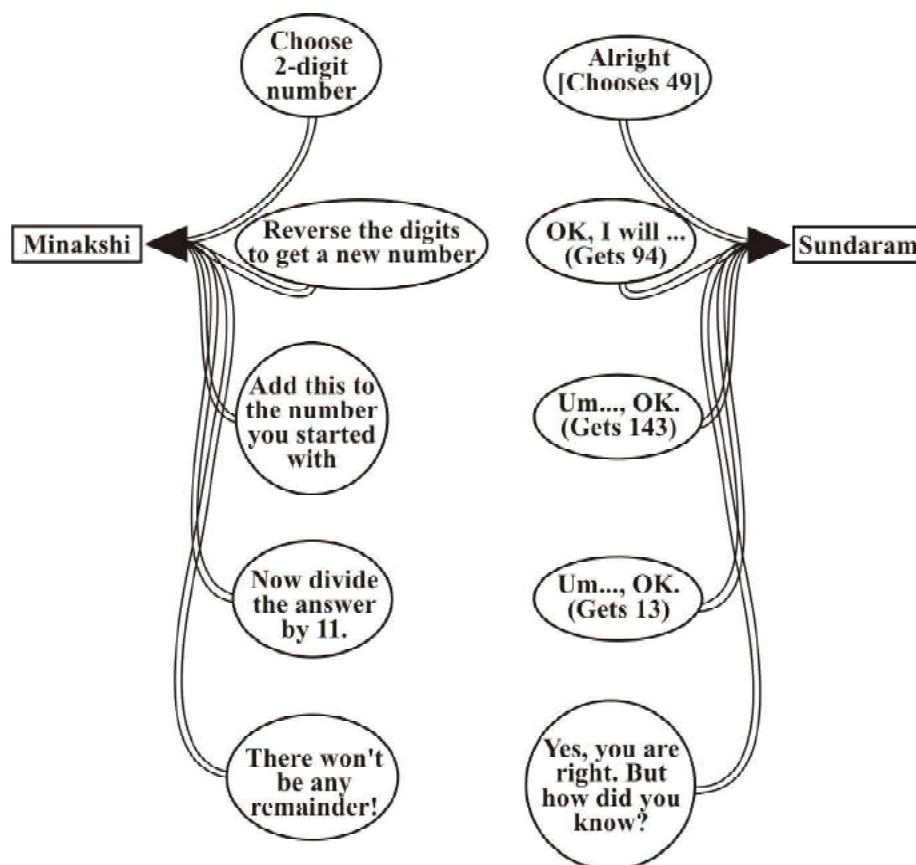 Choose
2-digit
number
Alright
[Chooses 49]
Minakshi
Reverse the digits
to get a new number
OK, I will ...
(Gets 94)
Sundaram
Add this to
the number
you started
with
Um..., OK.
(Gets 143)
Now divide
the answer
by 11.
Um..., OK.
(Gets 13)
There won't
be any
remainder!
Yes, you are
right. But
how did you
know?